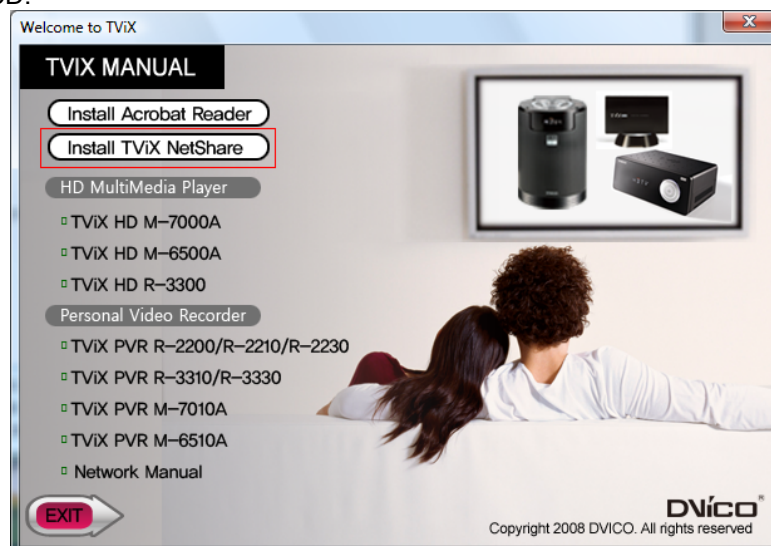 Welcome to TViX
TVIX MANUAL
Install Acrobat Reader
Install TViX NetShare
HD MultiMedia Player
TViX HD M-7000A
TViX HD M-6500A
TViX HD R-3300
Personal Video Recorder
TViX PVR R-2200/R-2210/R-2230
TViX PVR R-3310/R-3330
TViX PVR M-7010A
TViX PVR M-6510A
Network Manual
EXIT
DVICO®
Copyright 2008 DVICO. All rights reserved